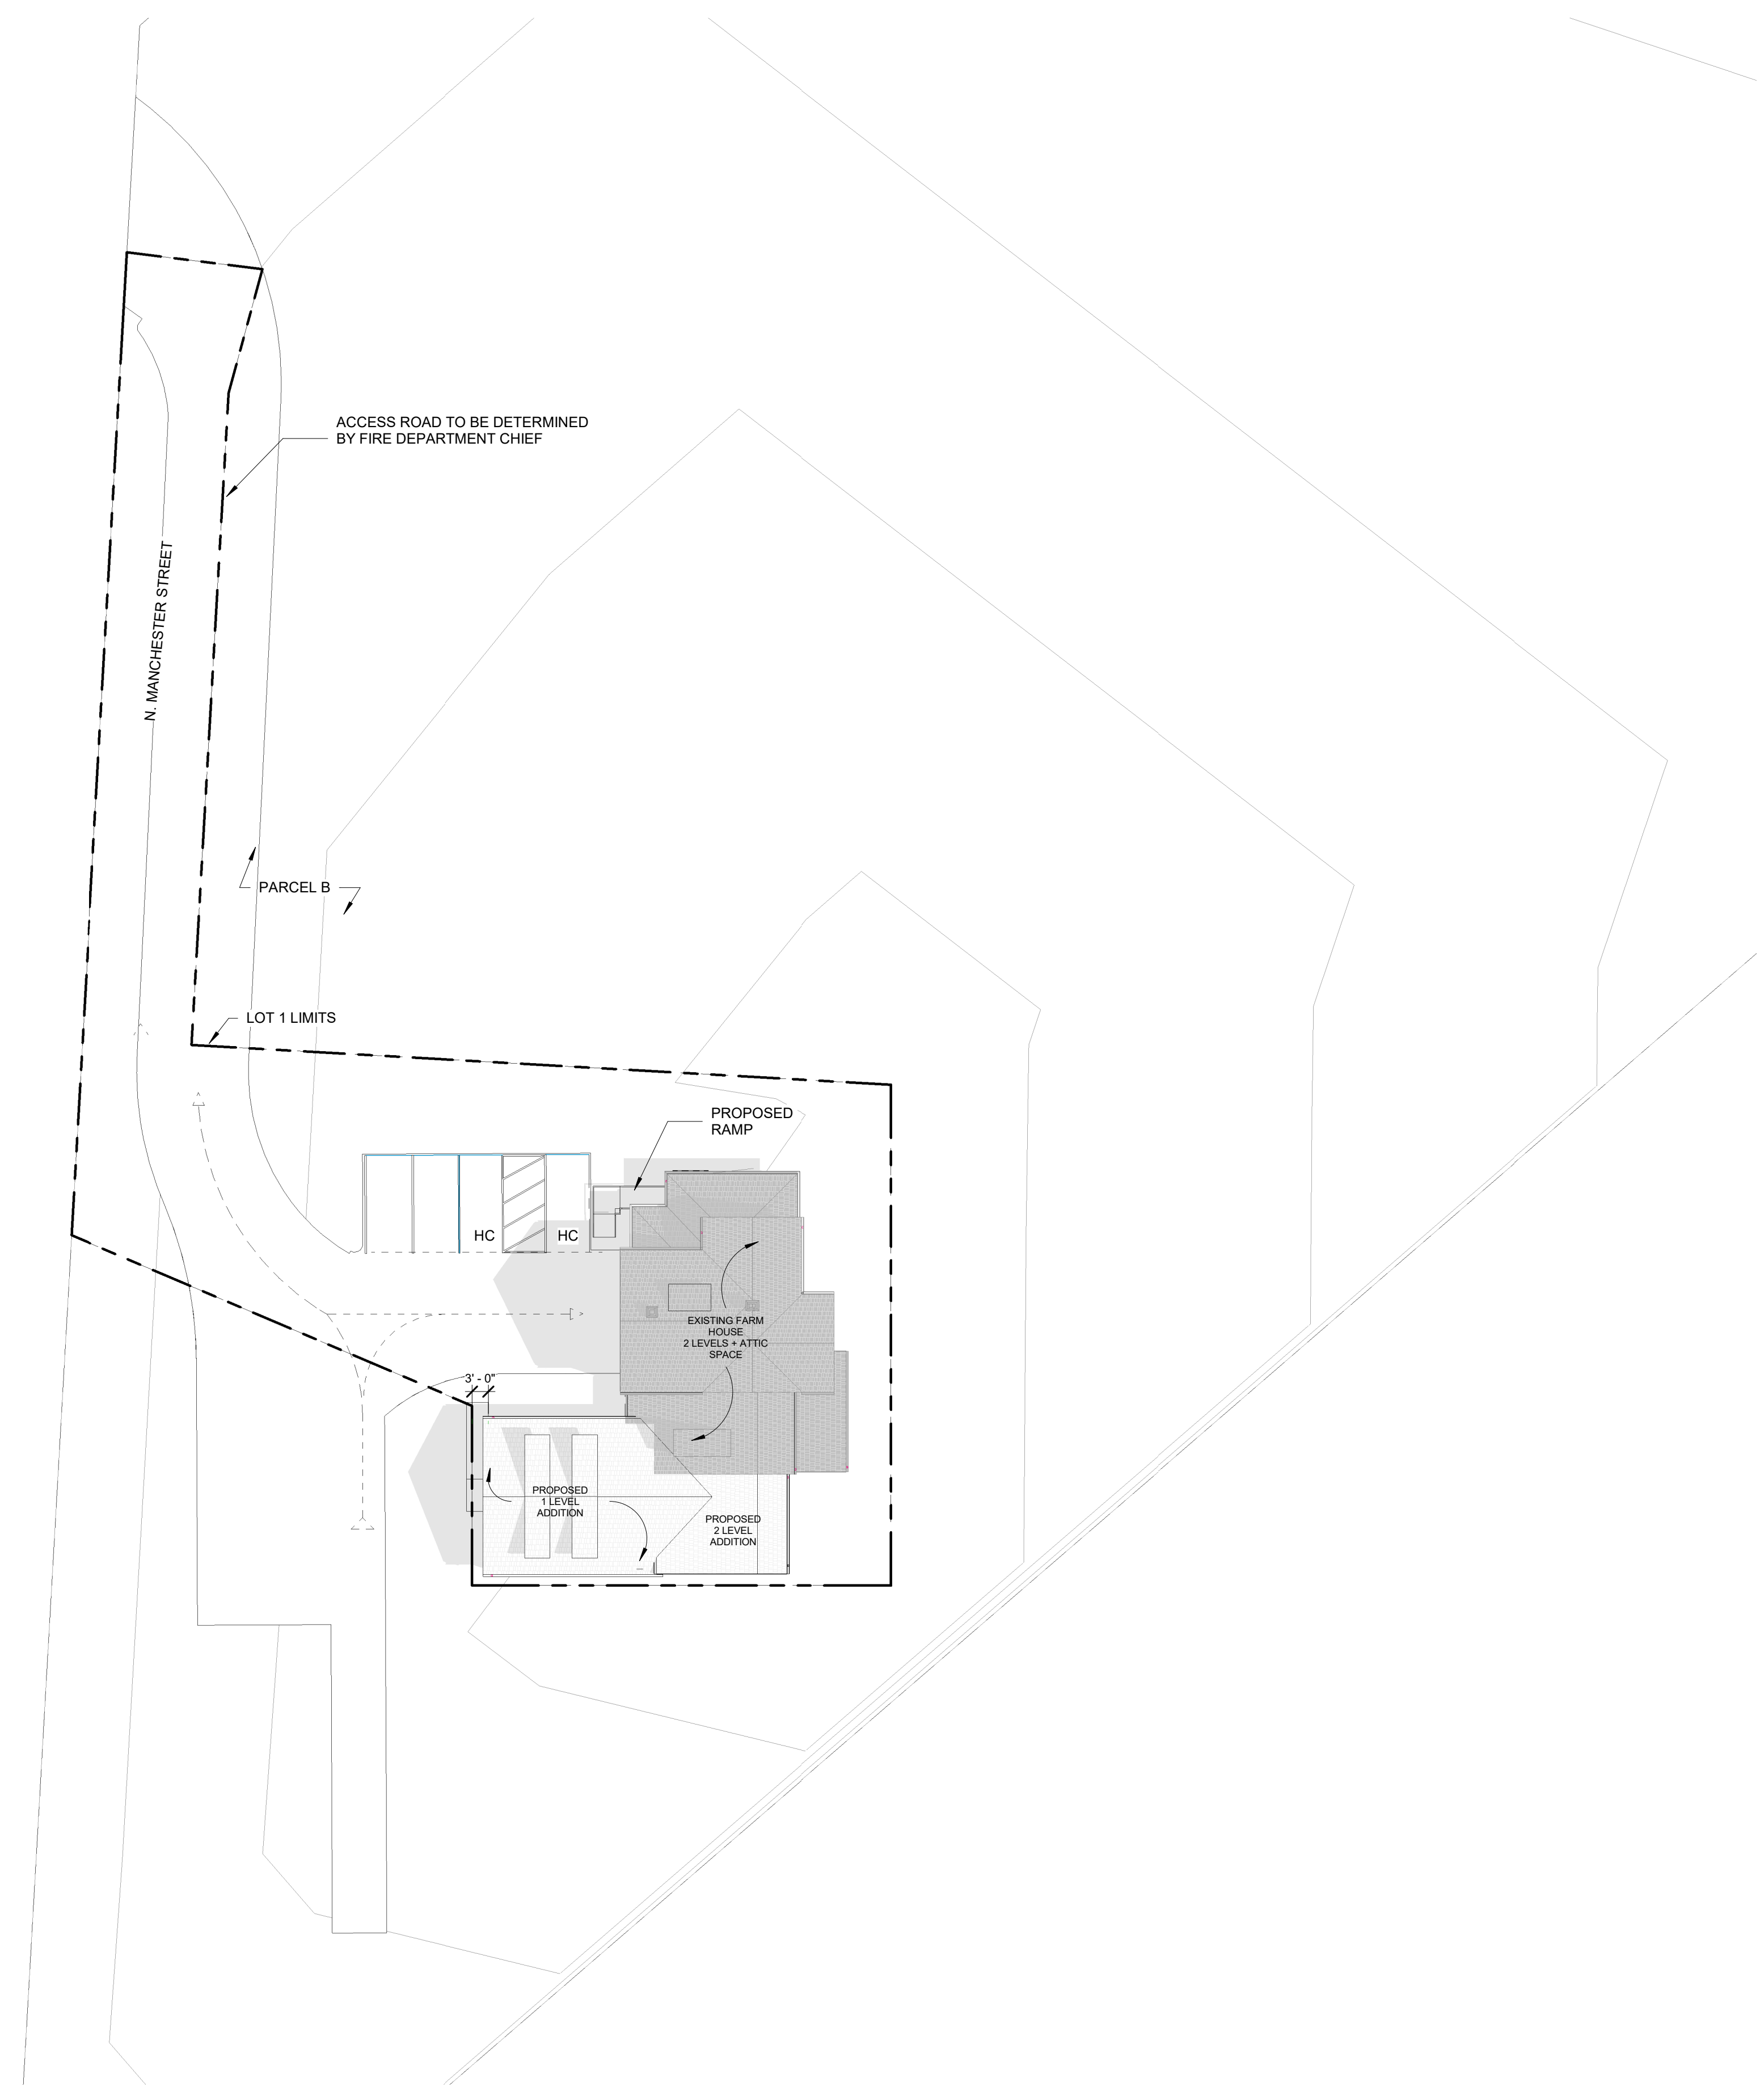 ACCESS ROAD TO BE DETERMINED
BY FIRE DEPARTMENT CHIEF
N. MANCHESTER STREET
PARCEL B
LOT 1 LIMITS
PROPOSED
RAMP
HC
HC
EXISTING FARM
HOUSE
2 LEVELS + ATTIC
SPACE
3' - 0"
PROPOSED
1 LEVEL
ADDITION
PROPOSED
2 LEVEL
ADDITION